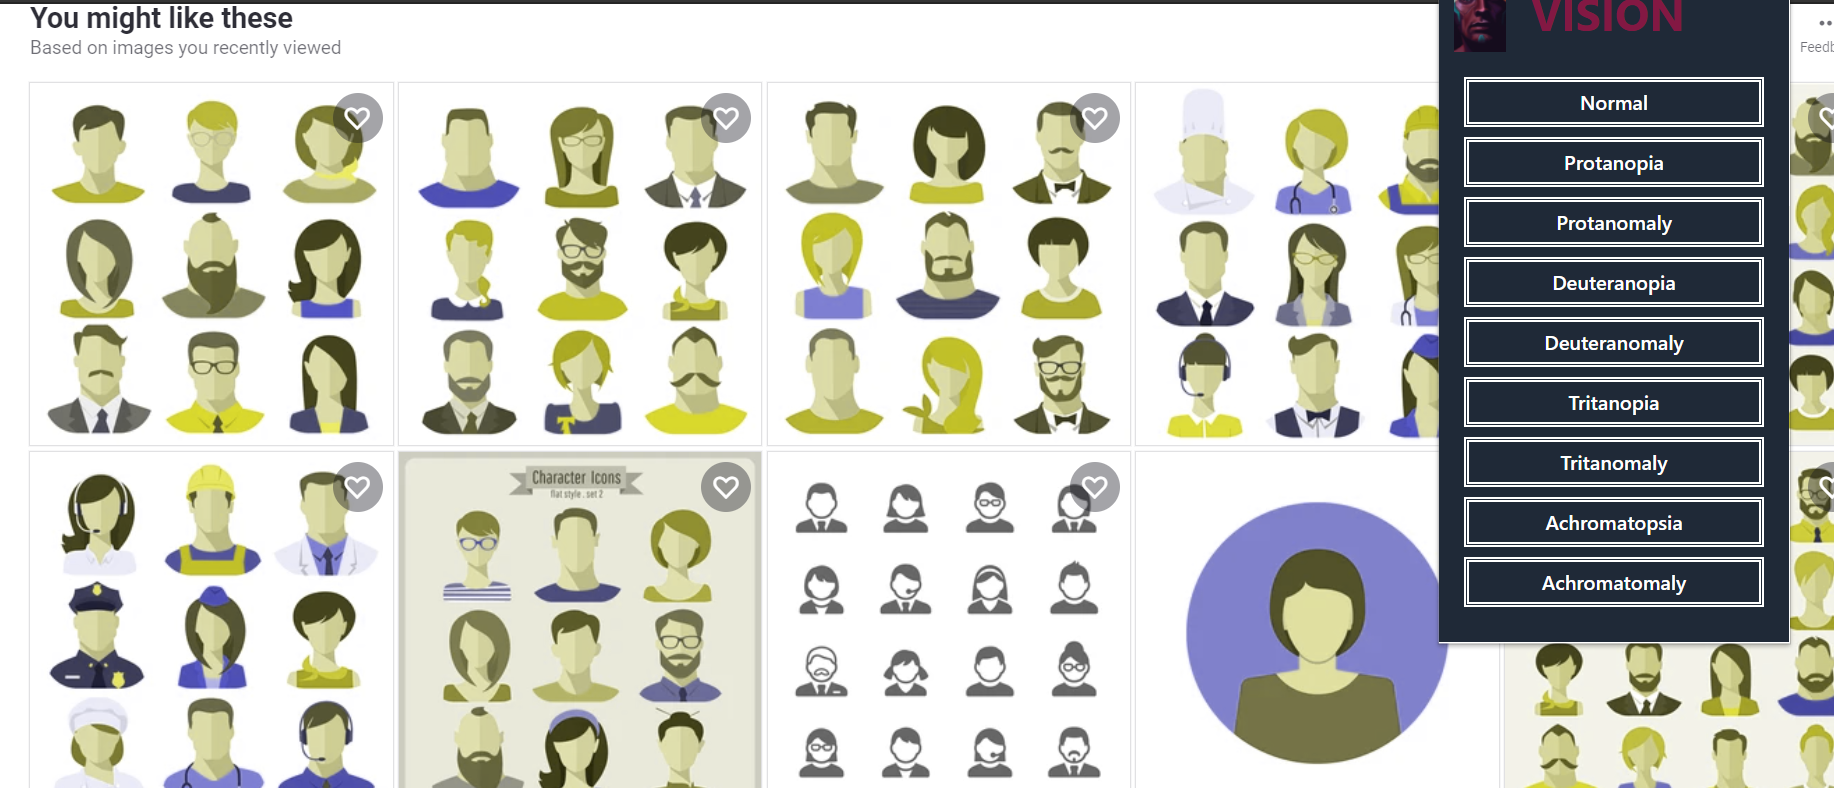 You might like these
Based on images you recently viewed
VISION
Normal
Protanopia
Protanomaly
Deuteranopia
Deuteranomaly
Tritanopia
Tritanomaly
Achromatopsia
Achromatomaly
Character Icons
flat style . set 2
T